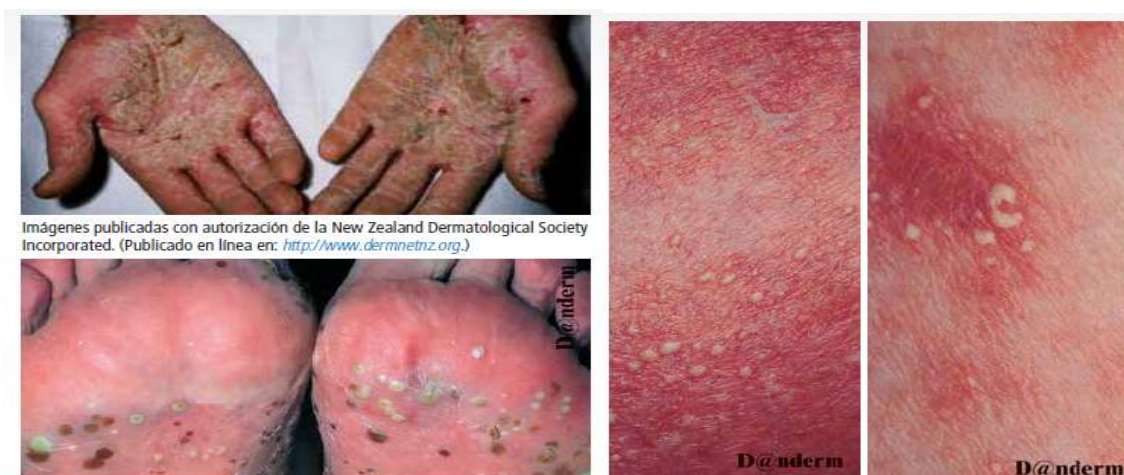 Imágenes publicadas con autorización de la New Zealand Dermatological Society
Incorporated. (Publicado en línea en: http://www.dermnetnz.org.)
D@nderm
D@nderm
D@nderm